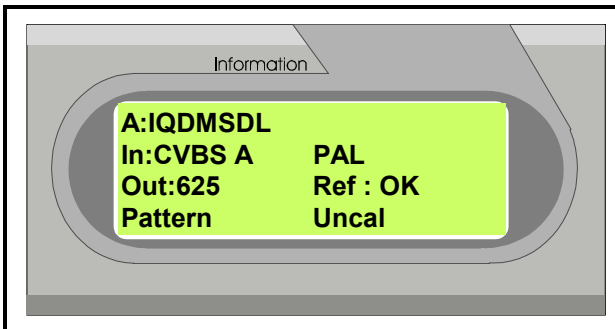 Information
A:IQDMSDL
In:CVBS A PAL
Out:625 Ref : OK
Pattern Uncal